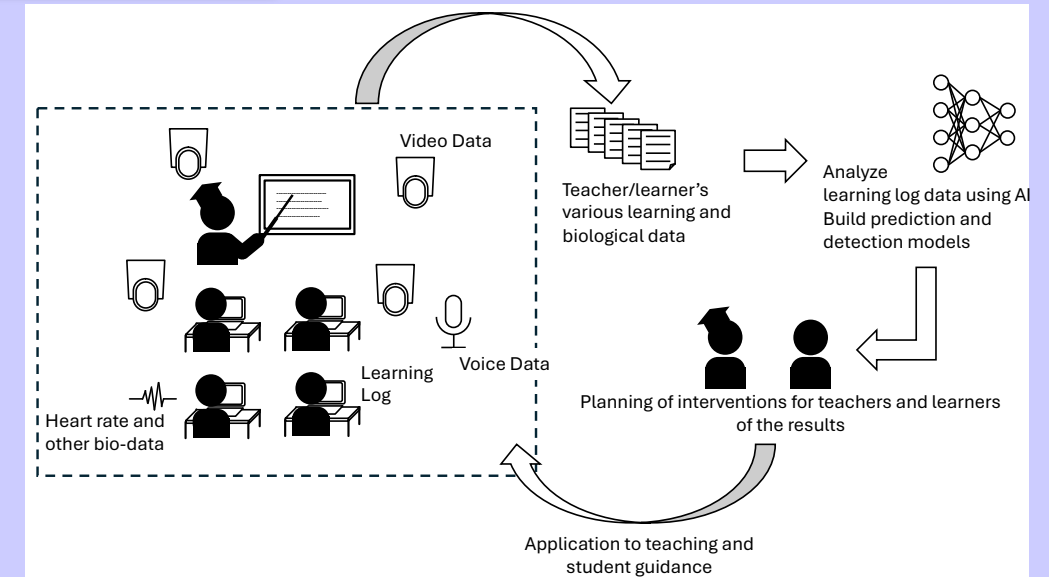 Video Data
Voice Data
Learning
Log
Heart rate and
other bio-data
Teacher/learner's
various learning and
biological data
Analyze
learning log data using AI
Build prediction and
detection models
Planning of interventions for teachers and learners
of the results
Application to teaching and
student guidance